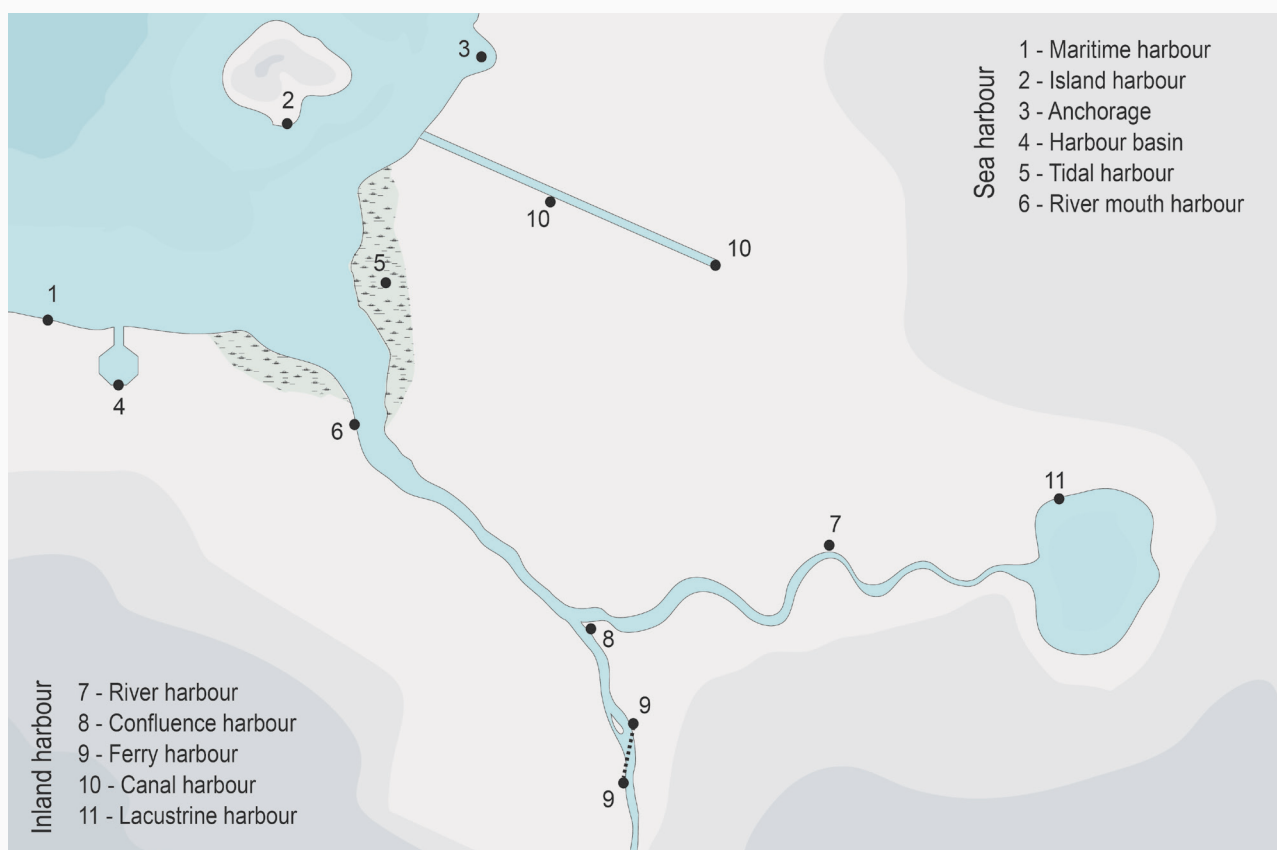 Sea harbour
1 - Maritime harbour
2 - Island harbour
3 - Anchorage
4 - Harbour basin
5 - Tidal harbour
6 - River mouth harbour
3
2
10
10
5
1
4
6
11
7
8
9
9
Inland harbour
7 - River harbour
8 - Confluence harbour
9 - Ferry harbour
10 - Canal harbour
11 - Lacustrine harbour